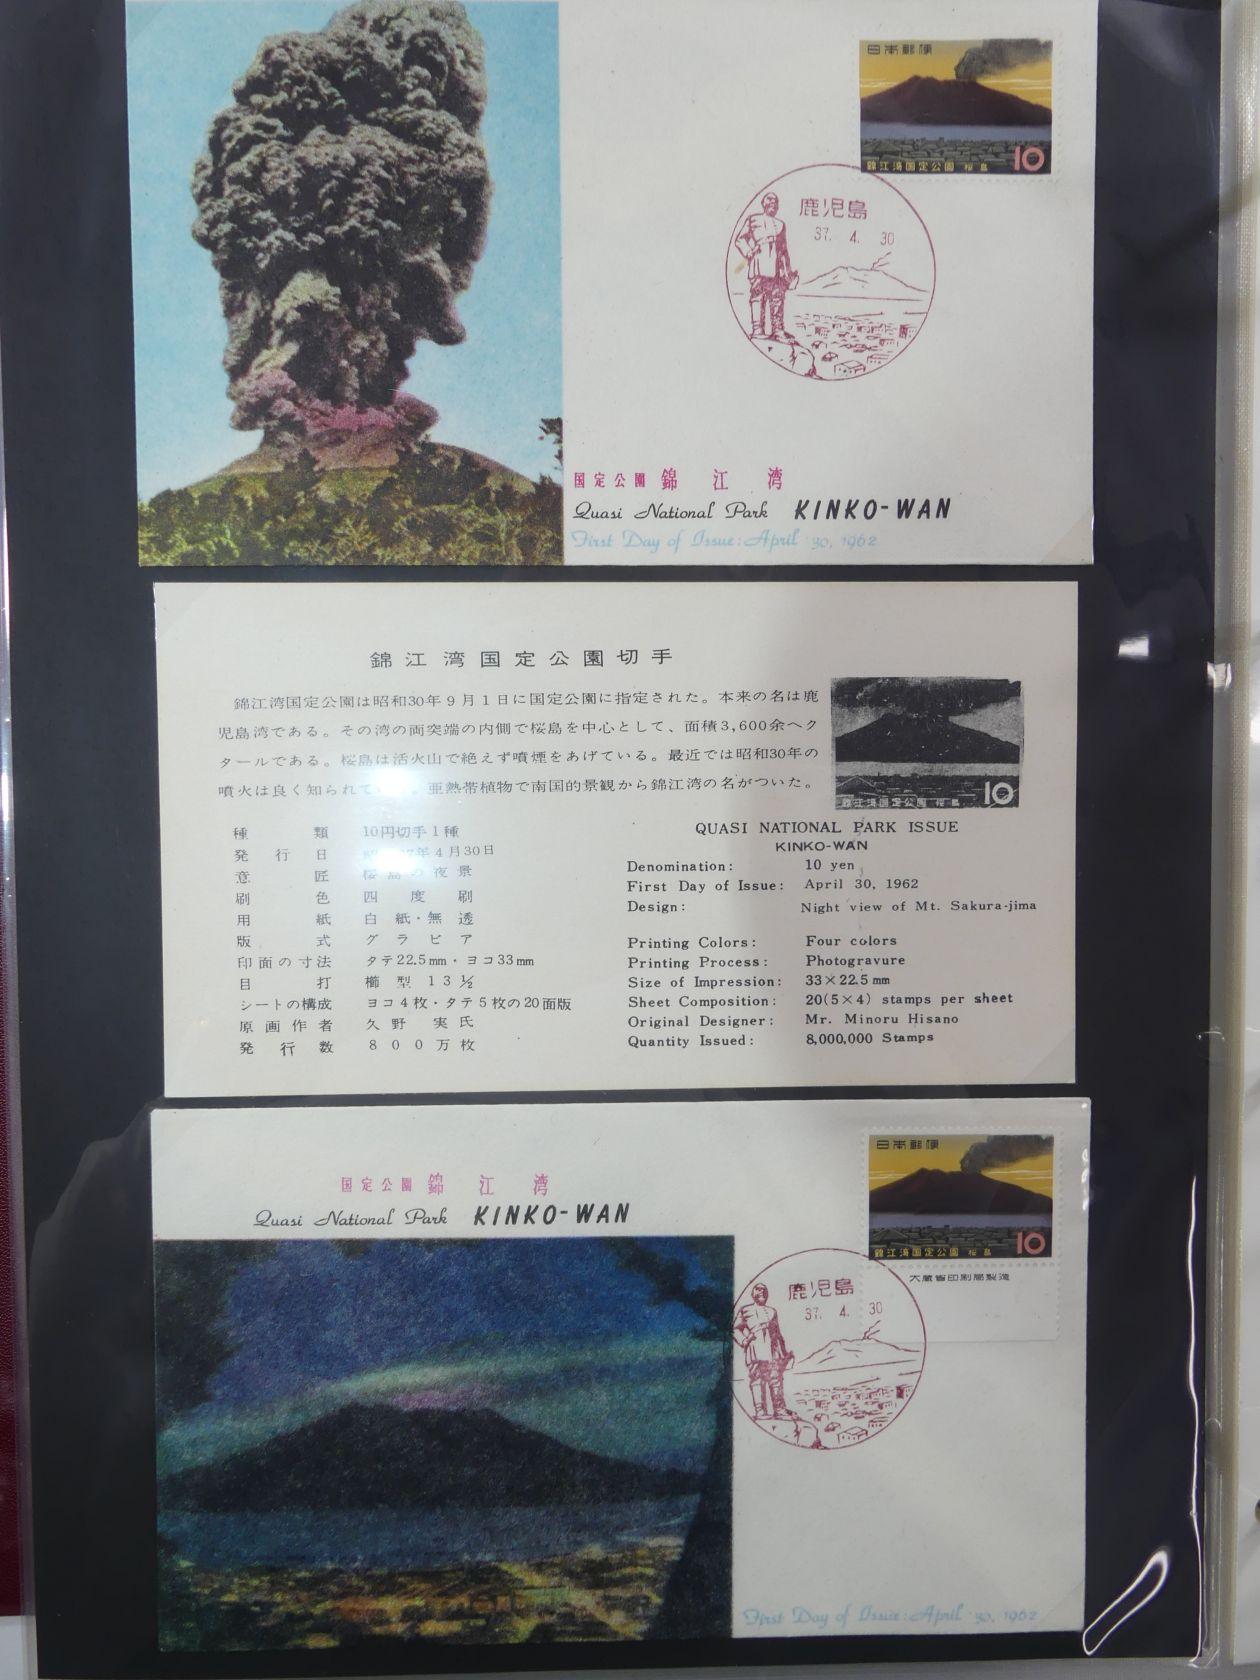 日本郵便
錦江湾国定公園 桜島 10
鹿児島
37. 4. 30
国定公園 錦江湾
Quasi National Park KINKO-WAN
First Day of Issue: April 30, 1962
錦江湾国定公園切手
錦江湾国定公園は昭和30年9月1日に国定公園に指定された。本来の名は鹿
児島湾である。その湾の両突端の内側で桜島を中心として、面積3,600余ヘク
タールである。桜島は活火山で絶えず噴煙をあげている。最近では昭和30年の
噴火は良く知られて 。亜熱帯植物で南国的景観から錦江湾の名がついた。
錦江湾国定公園 桜島 10
種類 10円切手1種
発行日 年4月30日
意匠 桜島の夜景
刷色 四度刷
用紙 白紙・無透
版式 グラビア
印面の寸法 タテ22.5mm・ヨコ33mm
目打 櫛型13½
シートの構成 ヨコ4枚・タテ5枚の20面版
原画作者 久野実氏
発行数 800万枚
QUASI NATIONAL PARK ISSUE
KINKO-WAN
Denomination: 10 yen
First Day of Issue: April 30, 1962
Design: Night view of Mt. Sakura-jima
Printing Colors: Four colors
Printing Process: Photogravure
Size of Impression: 33×22.5 mm
Sheet Composition: 20(5×4) stamps per sheet
Original Designer: Mr. Minoru Hisano
Quantity Issued: 8,000,000 Stamps
国定公園 錦江湾
Quasi National Park KINKO-WAN
日本郵便
錦江湾国定公園 桜島 10
大蔵省印刷局製造
鹿児島
37. 4. 30
First Day of Issue: April 30, 1962